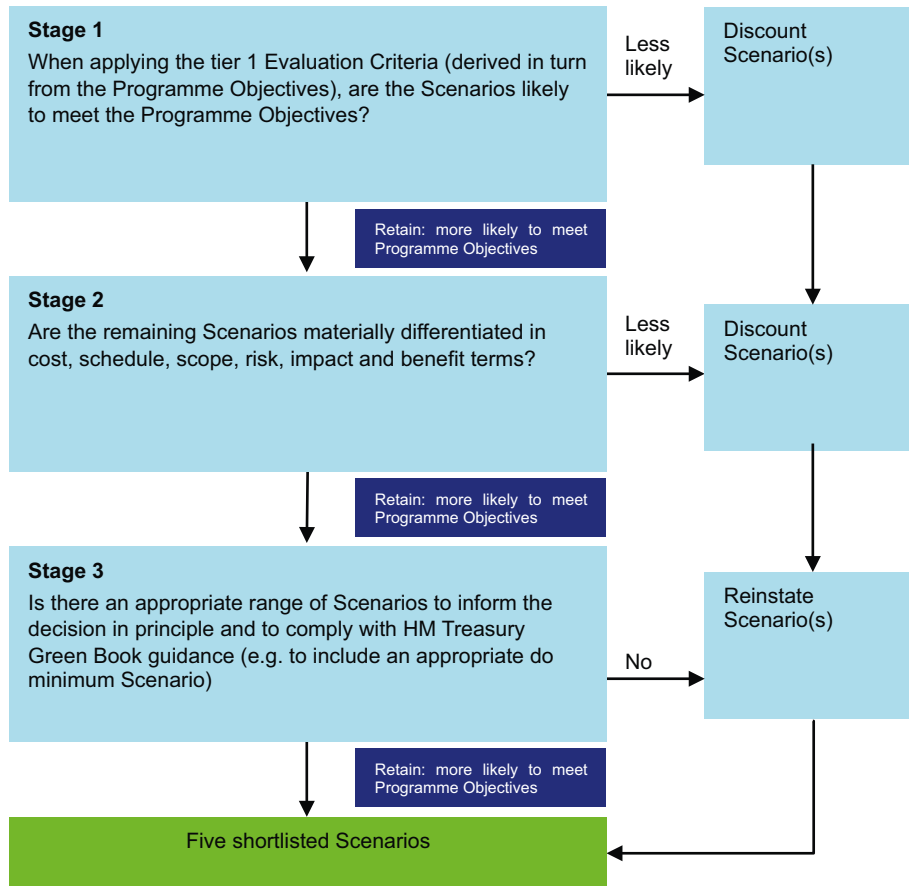 Stage 1
When applying the tier 1 Evaluation Criteria (derived in turn
from the Programme Objectives), are the Scenarios likely
to meet the Programme Objectives?
Less
likely
Discount
Scenario(s)
Retain: more likely to meet
Programme Objectives
Stage 2
Are the remaining Scenarios materially differentiated in
cost, schedule, scope, risk, impact and benefit terms?
Less
likely
Discount
Scenario(s)
Retain: more likely to meet
Programme Objectives
Stage 3
Is there an appropriate range of Scenarios to inform the
decision in principle and to comply with HM Treasury
Green Book guidance (e.g. to include an appropriate do
minimum Scenario)
No
Reinstate
Scenario(s)
Retain: more likely to meet
Programme Objectives
Five shortlisted Scenarios